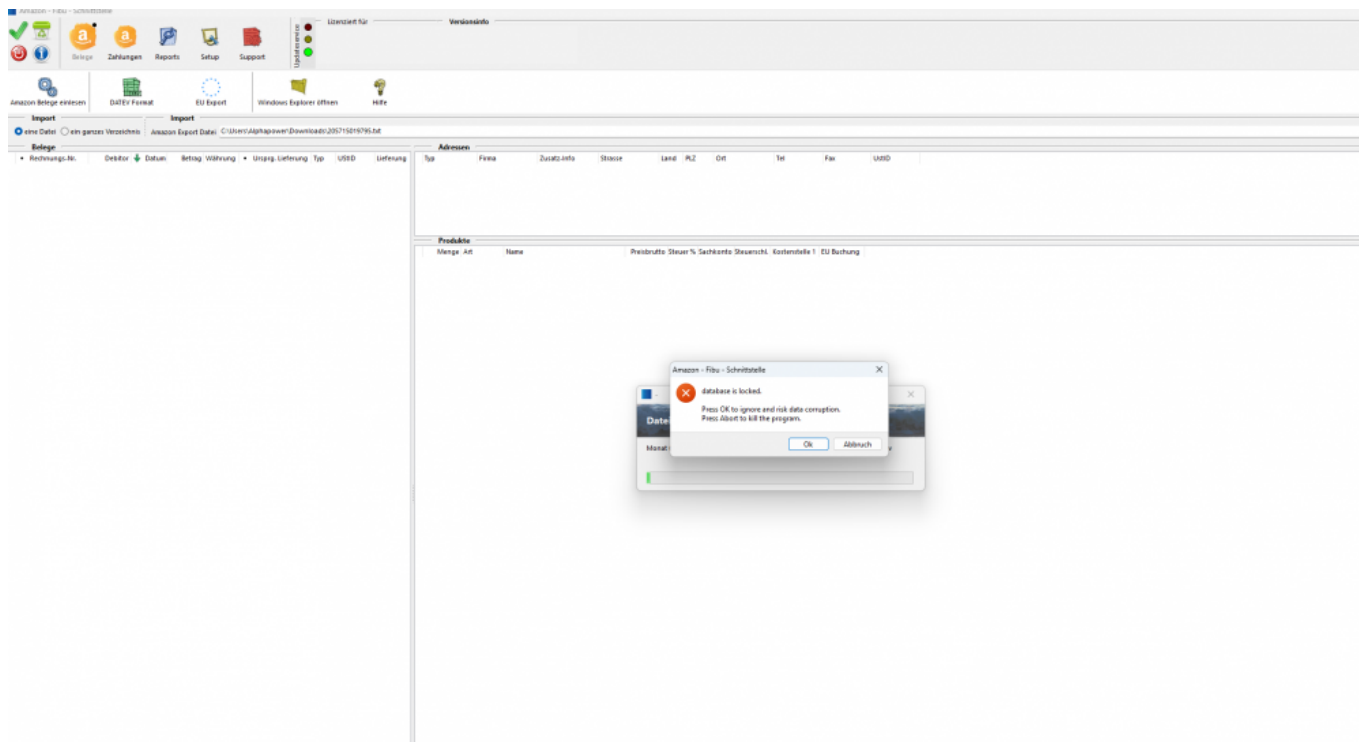 Amazon - Fibu - Schnittstelle
Lizenziert für
Versionsinfo
Updateservice
Belege
Zahlungen
Reports
Setup
Support
Amazon Belege einlesen
DATEV Format
EU Export
Windows Explorer öffnen
Hilfe
Import
Import
eine Datei
ein ganzes Verzeichnis
Amazon Export Datei
C:\Users\Alphapower\Downloads\205715019795.txt
Belege
Rechnungs-Nr. Debitor Datum Betrag Währung Ursprg. Lieferung Typ UStID Lieferung
Adressen
Typ Firma Zusatz-Info Strasse Land PLZ Ort Tel Fax UstID
Produkte
Menge Art Name Preisbrutto Steuer % Sachkonto Steuerschl. Kostenstelle 1 EU Buchung
Amazon - Fibu - Schnittstelle
database is locked.
Press OK to ignore and risk data corruption.
Press Abort to kill the program.
Ok
Abbruch
Date
Monat